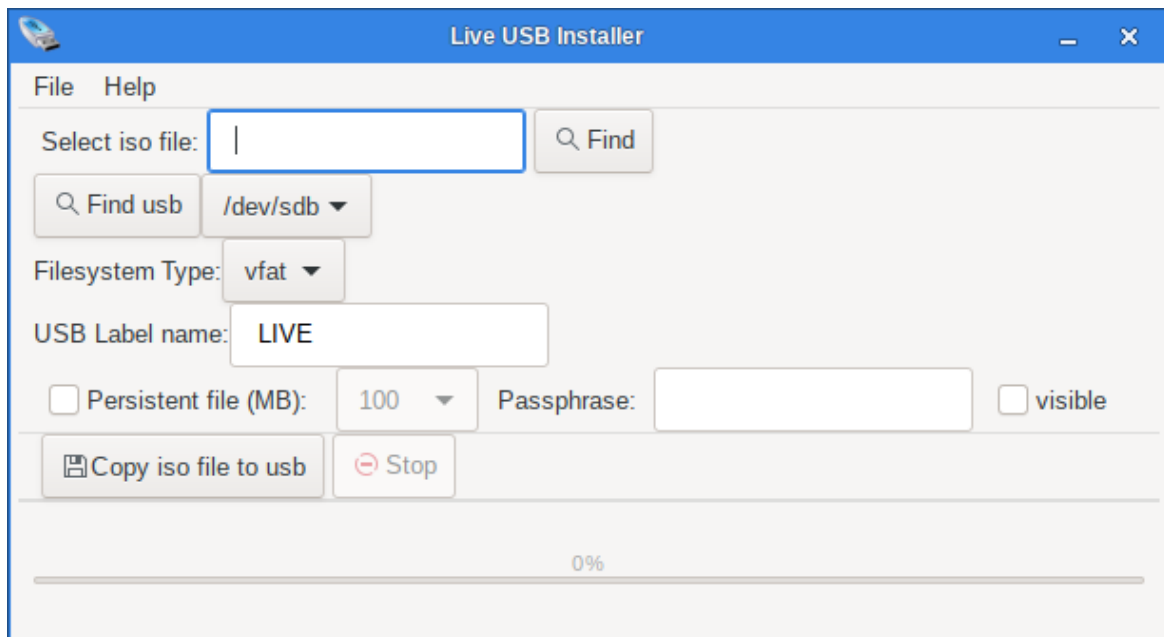 Live USB Installer
File Help
Select iso file: Find
Find usb /dev/sdb
Filesystem Type: vfat
USB Label name: LIVE
Persistent file (MB): 100 Passphrase: visible
Copy iso file to usb Stop
0%